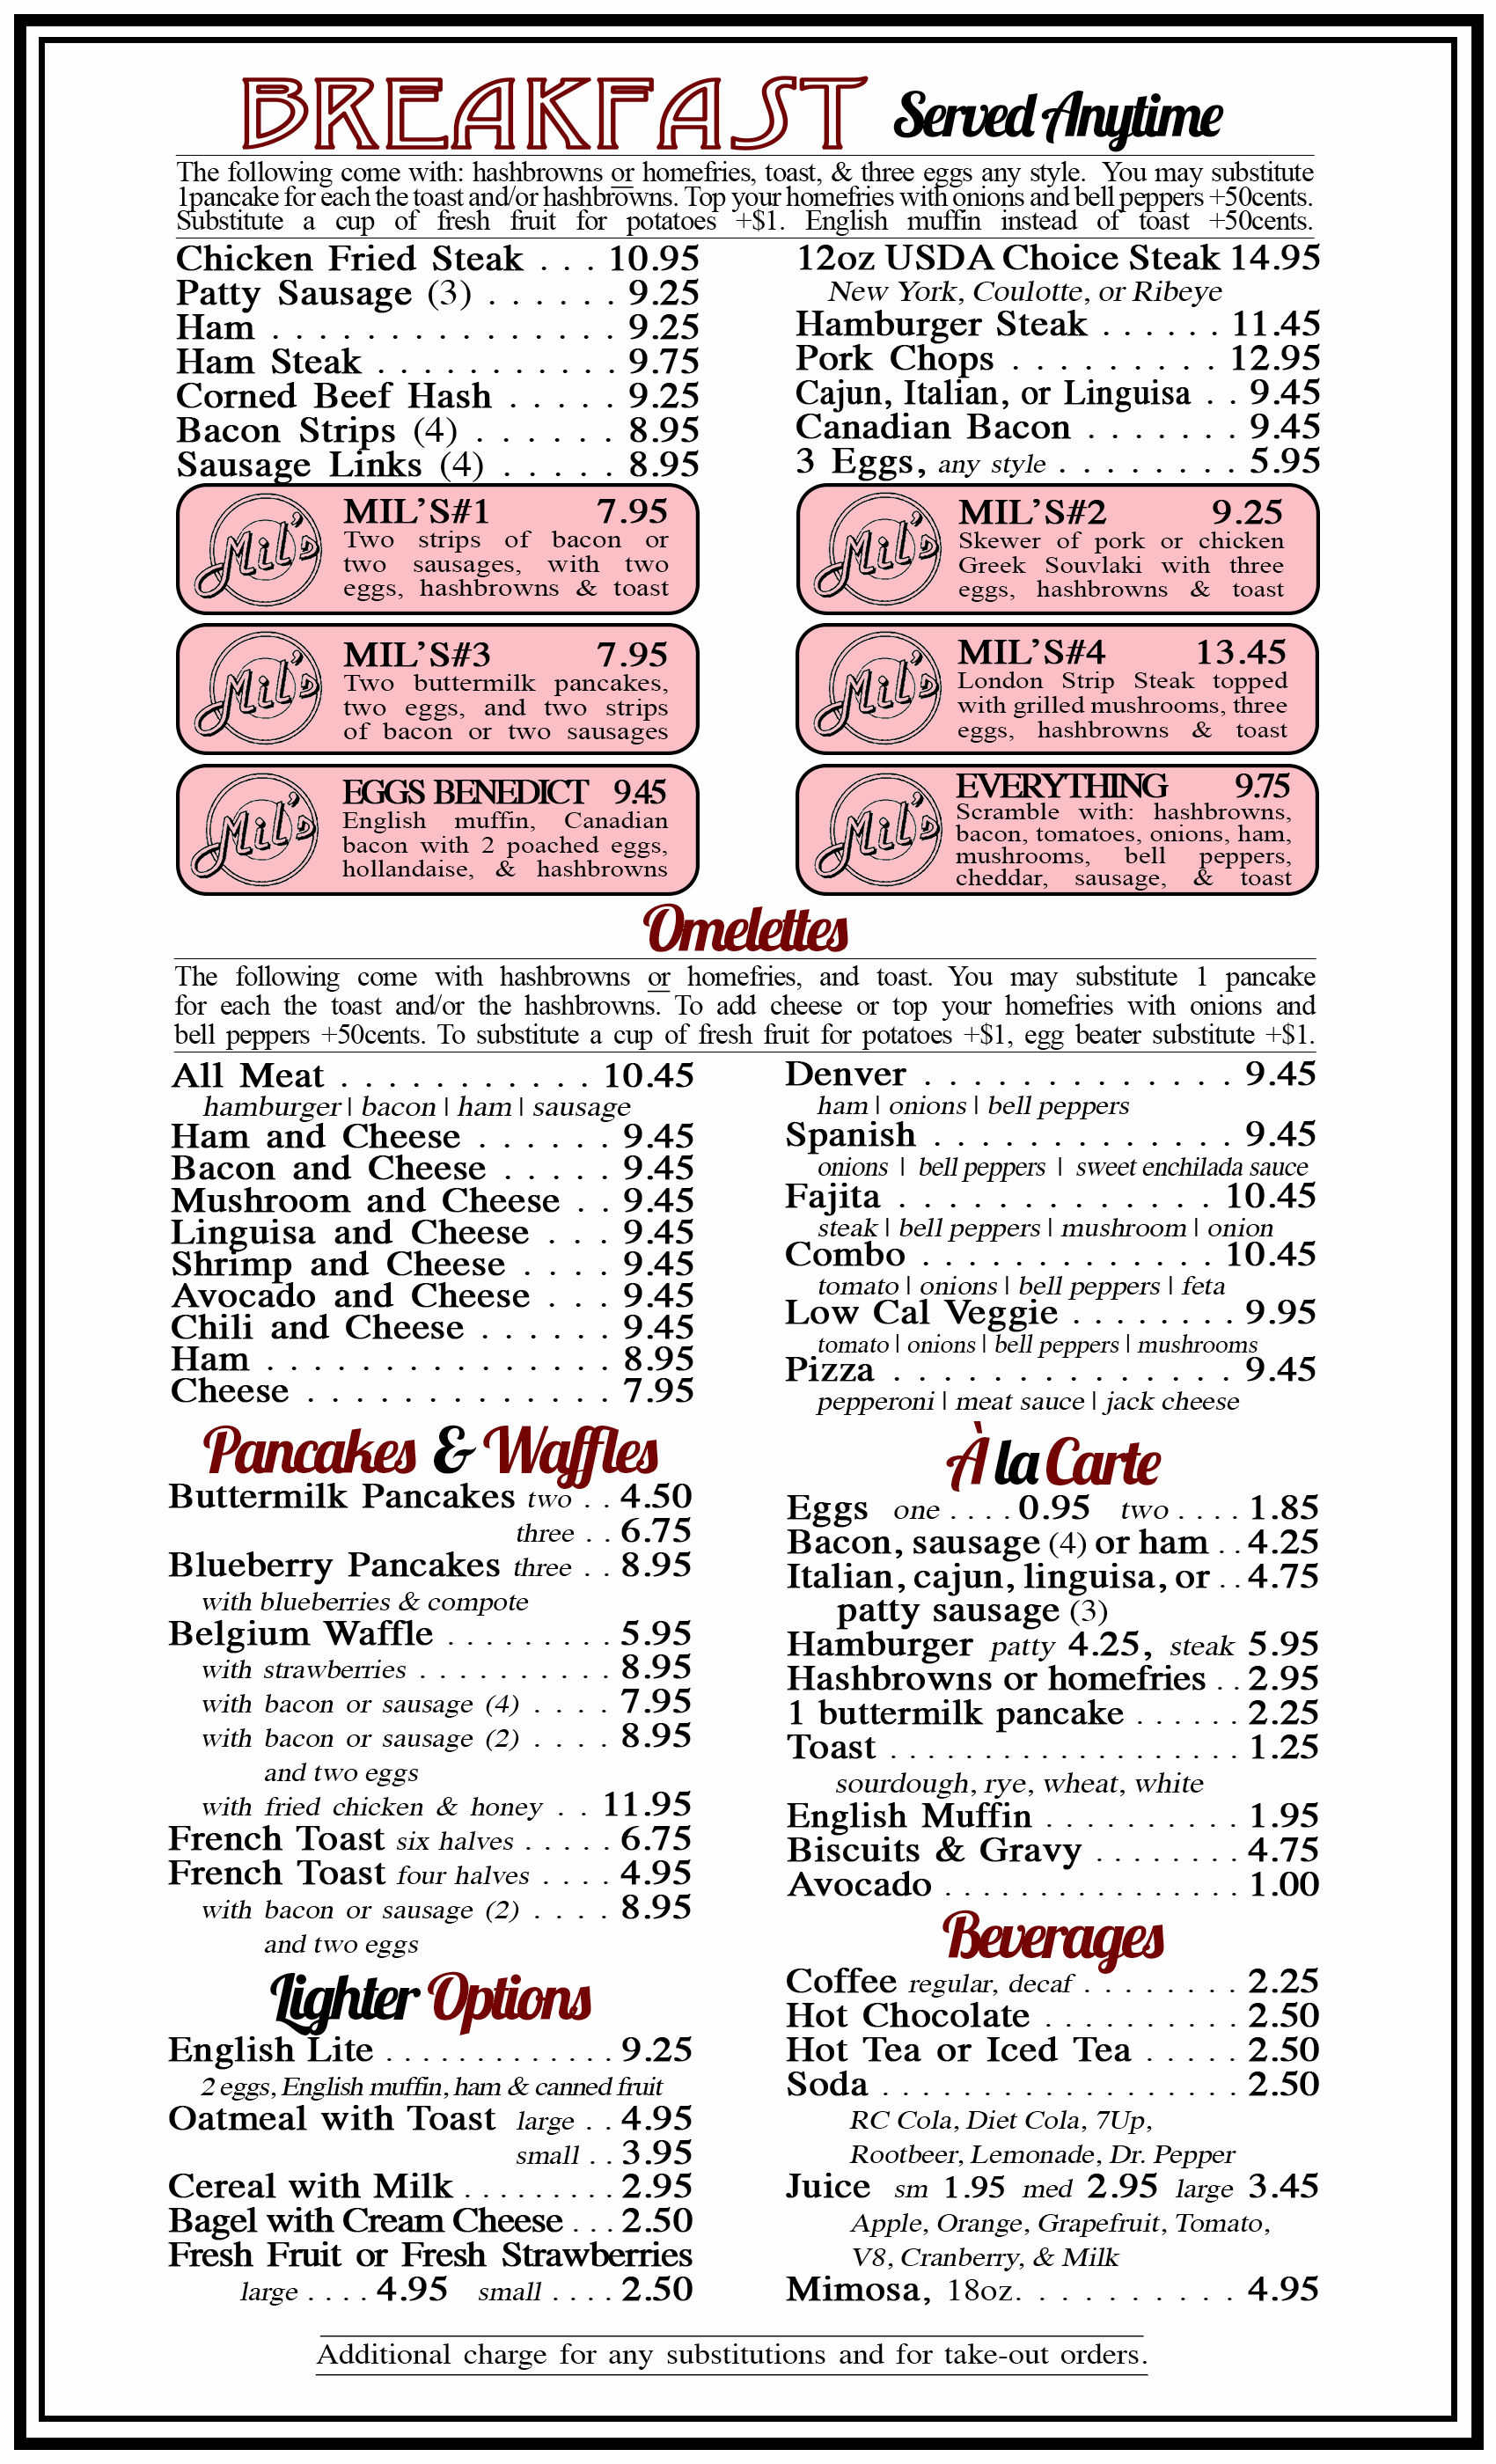 BREAKFAST Served Anytime
The following come with: hashbrowns or homefries, toast, & three eggs any style. You may substitute
1pancake for each the toast and/or hashbrowns. Top your homefries with onions and bell peppers +50cents.
Substitute a cup of fresh fruit for potatoes +$1. English muffin instead of toast +50cents.
Chicken Fried Steak . . . 10.95
Patty Sausage (3) . . . . . . 9.25
Ham . . . . . . . . . . . . . . 9.25
Ham Steak . . . . . . . . . . . 9.75
Corned Beef Hash . . . . . 9.25
Bacon Strips (4) . . . . . . 8.95
Sausage Links (4) . . . . . 8.95
12oz USDA Choice Steak 14.95
New York, Coulotte, or Ribeye
Hamburger Steak . . . . . . 11.45
Pork Chops . . . . . . . . . 12.95
Cajun, Italian, or Linguisa . . 9.45
Canadian Bacon . . . . . . . 9.45
3 Eggs, any style . . . . . . . . 5.95
Mil's
MIL'S#1 7.95
Two strips of bacon or
two sausages, with two
eggs, hashbrowns & toast
Mil's
MIL'S#2 9.25
Skewer of pork or chicken
Greek Souvlaki with three
eggs, hashbrowns & toast
Mil's
MIL'S#3 7.95
Two buttermilk pancakes,
two eggs, and two strips
of bacon or two sausages
Mil's
MIL'S#4 13.45
London Strip Steak topped
with grilled mushrooms, three
eggs, hashbrowns & toast
Mil's
EGGS BENEDICT 9.45
English muffin, Canadian
bacon with 2 poached eggs,
hollandaise, & hashbrowns
Mil's
EVERYTHING 9.75
Scramble with: hashbrowns,
bacon, tomatoes, onions, ham,
mushrooms, bell peppers,
cheddar, sausage, & toast
Omelettes
The following come with hashbrowns or homefries, and toast. You may substitute 1 pancake
for each the toast and/or the hashbrowns. To add cheese or top your homefries with onions and
bell peppers +50cents. To substitute a cup of fresh fruit for potatoes +$1, egg beater substitute +$1.
All Meat . . . . . . . . . . . 10.45
hamburger | bacon | ham | sausage
Ham and Cheese . . . . . . 9.45
Bacon and Cheese . . . . . 9.45
Mushroom and Cheese . . 9.45
Linguisa and Cheese . . . 9.45
Shrimp and Cheese . . . . 9.45
Avocado and Cheese . . . 9.45
Chili and Cheese . . . . . . 9.45
Ham . . . . . . . . . . . . . . 8.95
Cheese . . . . . . . . . . . . . 7.95
Denver . . . . . . . . . . . . . 9.45
ham | onions | bell peppers
Spanish . . . . . . . . . . . . . 9.45
onions | bell peppers | sweet enchilada sauce
Fajita . . . . . . . . . . . . . 10.45
steak | bell peppers | mushroom | onion
Combo . . . . . . . . . . . . . 10.45
tomato | onions | bell peppers | feta
Low Cal Veggie . . . . . . . . 9.95
tomato | onions | bell peppers | mushrooms
Pizza . . . . . . . . . . . . . . 9.45
pepperoni | meat sauce | jack cheese
Pancakes & Waffles
Buttermilk Pancakes two . . 4.50
three . . 6.75
Blueberry Pancakes three . . 8.95
with blueberries & compote
Belgium Waffle . . . . . . . . . 5.95
with strawberries . . . . . . . . . . 8.95
with bacon or sausage (4) . . . . 7.95
with bacon or sausage (2) . . . . 8.95
and two eggs
with fried chicken & honey . . 11.95
French Toast six halves . . . . . 6.75
French Toast four halves . . . . 4.95
with bacon or sausage (2) . . . . 8.95
and two eggs
Lighter Options
English Lite . . . . . . . . . . . . . 9.25
2 eggs, English muffin, ham & canned fruit
Oatmeal with Toast large . . 4.95
small . . 3.95
Cereal with Milk . . . . . . . . . 2.95
Bagel with Cream Cheese . . . 2.50
Fresh Fruit or Fresh Strawberries
large . . . . 4.95 small . . . . 2.50
À la Carte
Eggs one . . . . 0.95 two . . . . 1.85
Bacon, sausage (4) or ham . . 4.25
Italian, cajun, linguisa, or . . 4.75
patty sausage (3)
Hamburger patty 4.25, steak 5.95
Hashbrowns or homefries . . 2.95
1 buttermilk pancake . . . . . . 2.25
Toast . . . . . . . . . . . . . . . . . . . 1.25
sourdough, rye, wheat, white
English Muffin . . . . . . . . . . 1.95
Biscuits & Gravy . . . . . . . . 4.75
Avocado . . . . . . . . . . . . . . . . 1.00
Beverages
Coffee regular, decaf . . . . . . . . 2.25
Hot Chocolate . . . . . . . . . . 2.50
Hot Tea or Iced Tea . . . . . 2.50
Soda . . . . . . . . . . . . . . . . . . 2.50
RC Cola, Diet Cola, 7Up,
Rootbeer, Lemonade, Dr. Pepper
Juice sm 1.95 med 2.95 large 3.45
Apple, Orange, Grapefruit, Tomato,
V8, Cranberry, & Milk
Mimosa, 18oz. . . . . . . . . . . 4.95
Additional charge for any substitutions and for take-out orders.